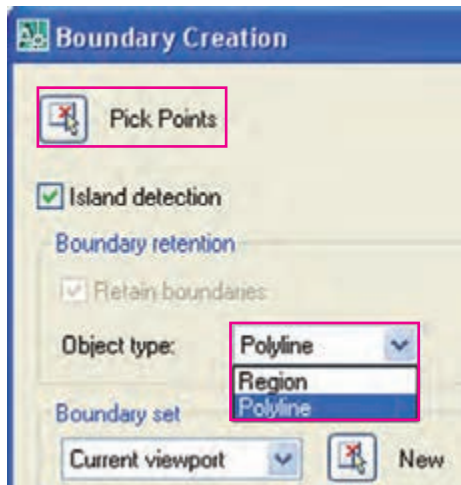 Boundary Creation
Pick Points
Island detection
Boundary retention
Retain boundaries
Object type: Polyline
Region
Polyline
Boundary set
Current viewport New